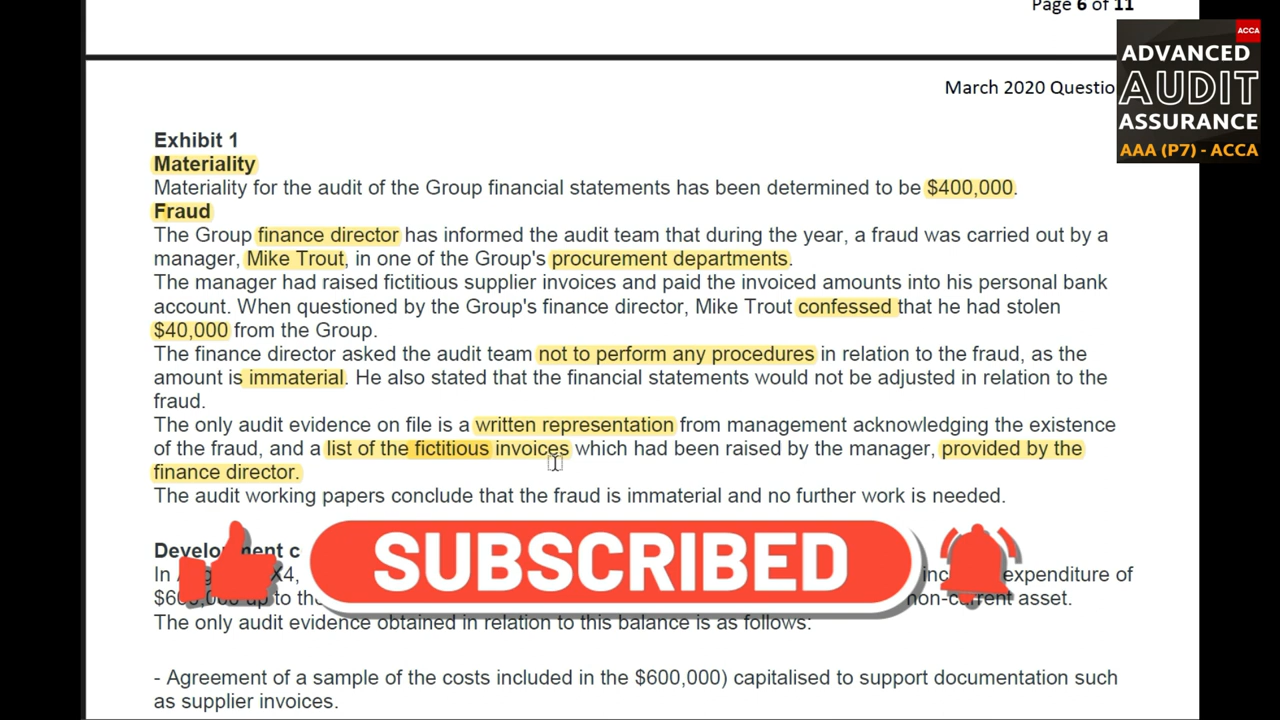 Page 6 of 11
ACCA
ADVANCED
AUDIT
ASSURANCE
AAA (P7) - ACCA
March 2020 Questio
Exhibit 1
Materiality
Materiality for the audit of the Group financial statements has been determined to be $400,000.
Fraud
The Group finance director has informed the audit team that during the year, a fraud was carried out by a
manager, Mike Trout, in one of the Group's procurement departments.
The manager had raised fictitious supplier invoices and paid the invoiced amounts into his personal bank
account. When questioned by the Group's finance director, Mike Trout confessed that he had stolen
$40,000 from the Group.
The finance director asked the audit team not to perform any procedures in relation to the fraud, as the
amount is immaterial. He also stated that the financial statements would not be adjusted in relation to the
fraud.
The only audit evidence on file is a written representation from management acknowledging the existence
of the fraud, and a list of the fictitious invoices which had been raised by the manager, provided by the
finance director.
The audit working papers conclude that the fraud is immaterial and no further work is needed.
SUBSCRIBED
In X4, expenditure of
to non-current asset.
The only audit evidence obtained in relation to this balance is as follows:
- Agreement of a sample of the costs included in the $600,000) capitalised to support documentation such
as supplier invoices.